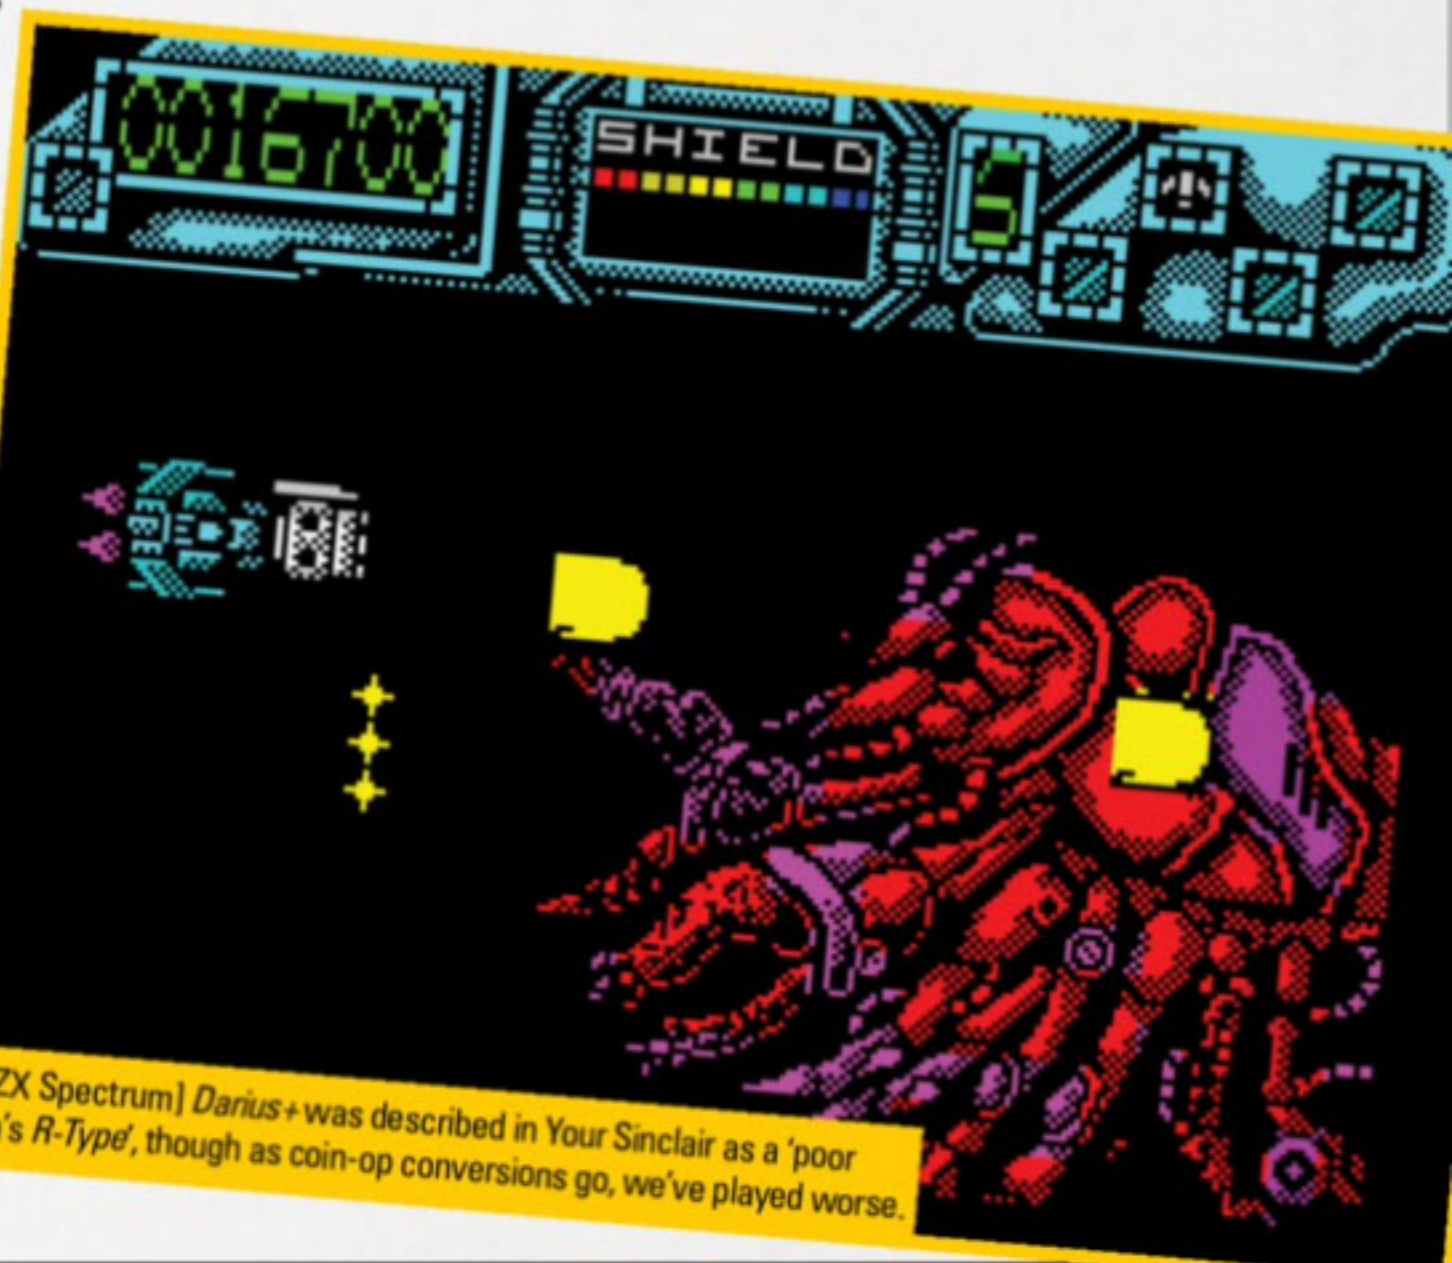 0016700
SHIELD
5
ZX Spectrum] Darius+ was described in Your Sinclair as a ‘poor
's R-Type’, though as coin-op conversions go, we’ve played worse.